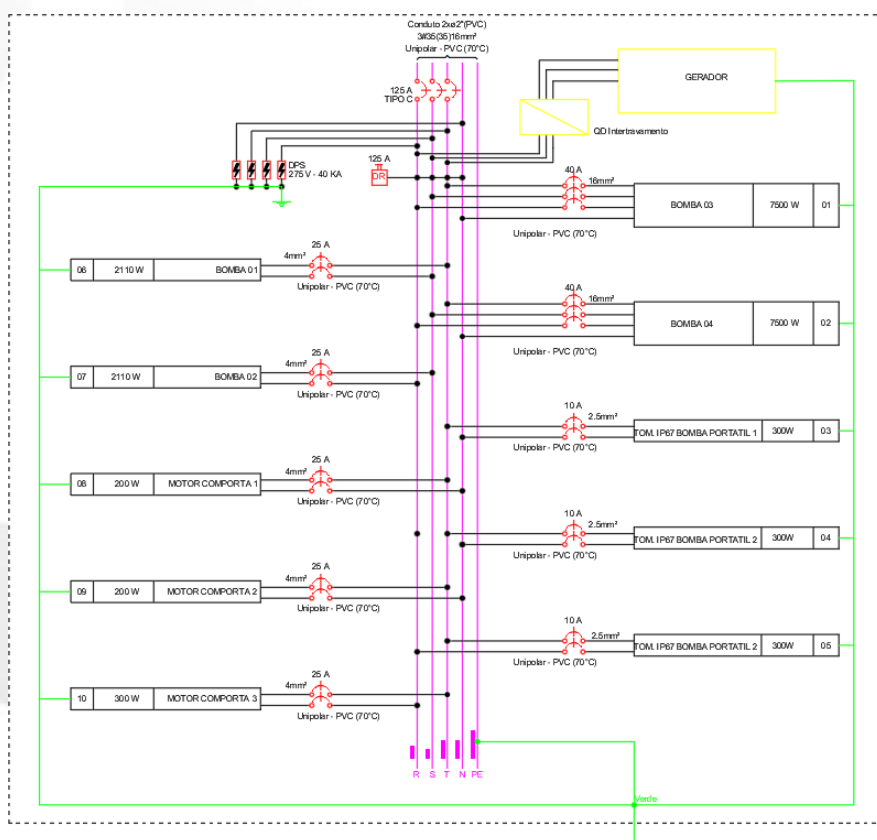 Conduto 2xø2"(PVC)
3#35(35)16mm²
Unipolar - PVC (70°C)
125 A
TIPO C
GERADOR
QD Intertravamento
DPS
275 V - 40 KA
125 A
DR
40 A
16mm²
BOMBA 03 7500 W 01
Unipolar - PVC (70°C)
06 2110 W BOMBA 01
4mm²
25 A
Unipolar - PVC (70°C)
40 A
16mm²
BOMBA 04 7500 W 02
Unipolar - PVC (70°C)
07 2110 W BOMBA 02
4mm²
25 A
Unipolar - PVC (70°C)
10 A
2.5mm²
TOM. IP67 BOMBA PORTATIL 1 300W 03
Unipolar - PVC (70°C)
08 200 W MOTOR COMPORTA 1
4mm²
25 A
Unipolar - PVC (70°C)
10 A
2.5mm²
TOM. IP67 BOMBA PORTATIL 2 300W 04
Unipolar - PVC (70°C)
09 200 W MOTOR COMPORTA 2
4mm²
25 A
Unipolar - PVC (70°C)
10 A
2.5mm²
TOM. IP67 BOMBA PORTATIL 2 300W 05
Unipolar - PVC (70°C)
10 300 W MOTOR COMPORTA 3
4mm²
25 A
Unipolar - PVC (70°C)
R S T N PE
Verde